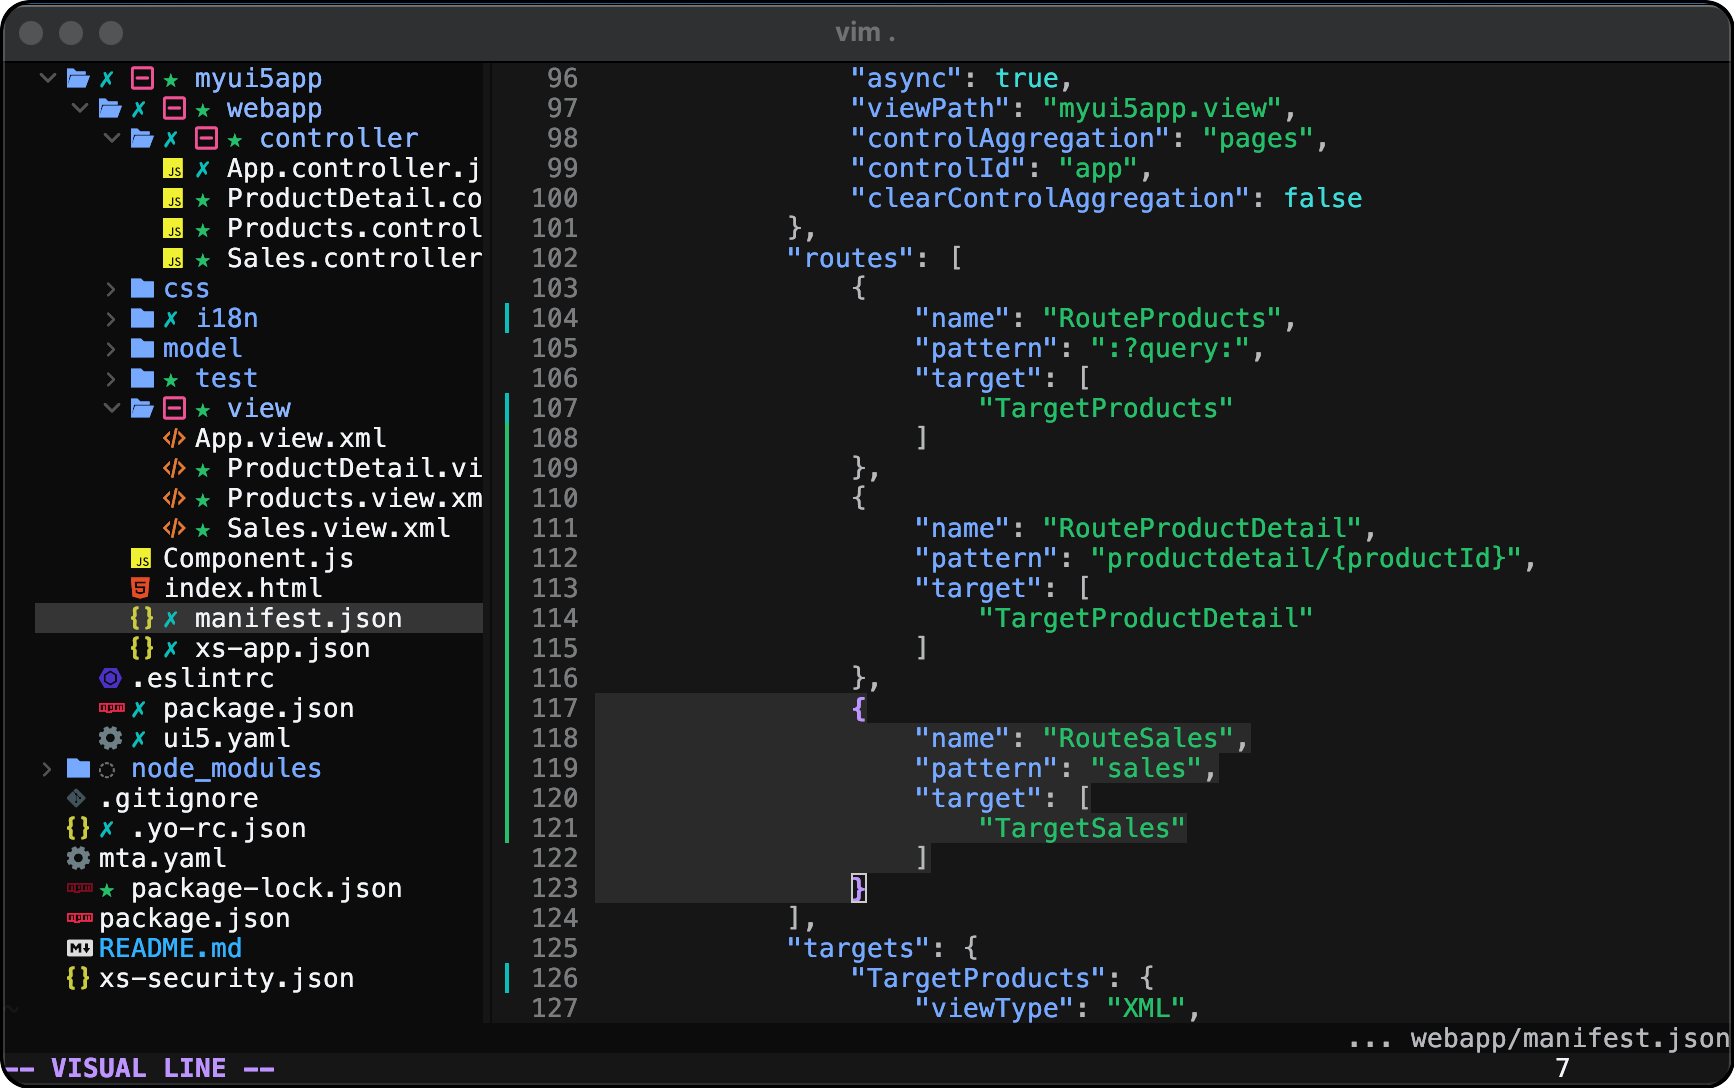 vim .
myui5app
webapp
controller
App.controller.j
ProductDetail.co
Products.control
Sales.controller
css
i18n
model
test
view
App.view.xml
ProductDetail.vi
Products.view.xm
Sales.view.xml
Component.js
index.html
manifest.json
xs-app.json
.eslintrc
package.json
ui5.yaml
node_modules
.gitignore
.yo-rc.json
mta.yaml
package-lock.json
package.json
README.md
xs-security.json
96 "async": true,
97 "viewPath": "myui5app.view",
98 "controlAggregation": "pages",
99 "controlId": "app",
100 "clearControlAggregation": false
101 },
102 "routes": [
103 {
104 "name": "RouteProducts",
105 "pattern": ":?query:",
106 "target": [
107 "TargetProducts"
108 ]
109 },
110 {
111 "name": "RouteProductDetail",
112 "pattern": "productdetail/{productId}",
113 "target": [
114 "TargetProductDetail"
115 ]
116 },
117 {
118 "name": "RouteSales",
119 "pattern": "sales",
120 "target": [
121 "TargetSales"
122 ]
123 }
124 ],
125 "targets": {
126 "TargetProducts": {
127 "viewType": "XML",
... webapp/manifest.json
-- VISUAL LINE -- 7